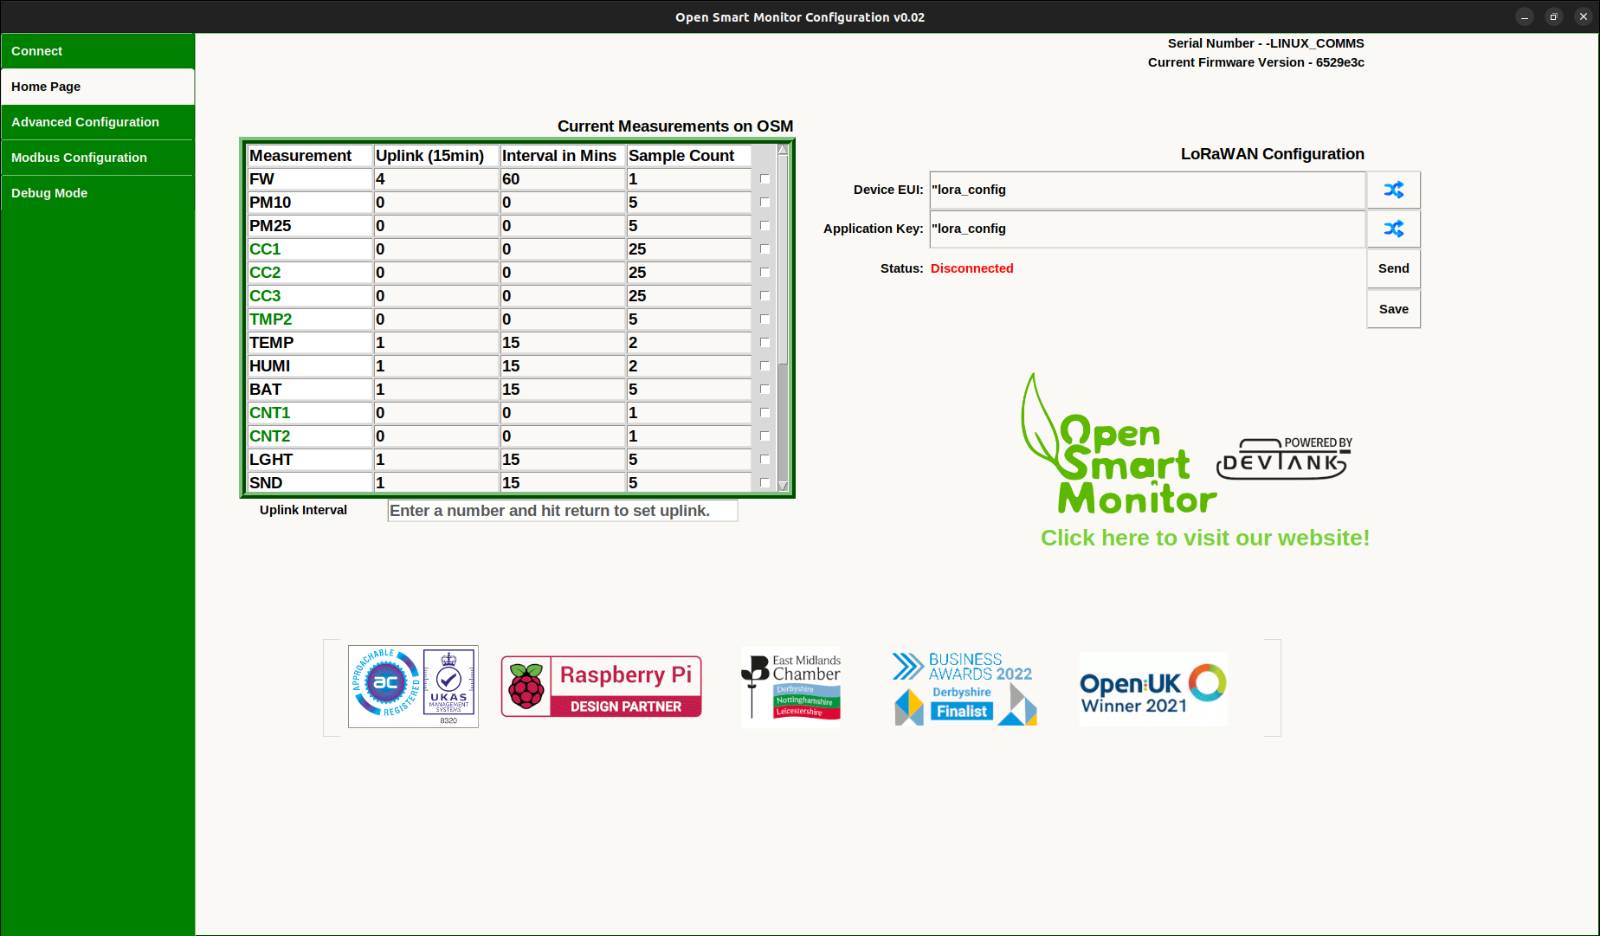 Open Smart Monitor Configuration v0.02
Connect
Home Page
Advanced Configuration
Modbus Configuration
Debug Mode
Serial Number - -LINUX_COMMS
Current Firmware Version - 6529e3c
Current Measurements on OSM
Measurement Uplink (15min) Interval in Mins Sample Count
FW 4 60 1
PM10 0 0 5
PM25 0 0 5
CC1 0 0 25
CC2 0 0 25
CC3 0 0 25
TMP2 0 0 5
TEMP 1 15 2
HUMI 1 15 2
BAT 1 15 5
CNT1 0 0 1
CNT2 0 0 1
LGHT 1 15 5
SND 1 15 5
Uplink Interval Enter a number and hit return to set uplink.
LoRaWAN Configuration
Device EUI: "lora_config
Application Key: "lora_config
Status: Disconnected Send
Save
Open
Smart
Monitor
POWERED BY
DEVTANK
Click here to visit our website!
APPROACHABLE
ac
REGISTERED
UKAS
MANAGEMENT
SYSTEMS
8320
Raspberry Pi
DESIGN PARTNER
East Midlands
Chamber
Derbyshire
Nottinghamshire
Leicestershire
BUSINESS
AWARDS 2022
Derbyshire
Finalist
Open:UK
Winner 2021